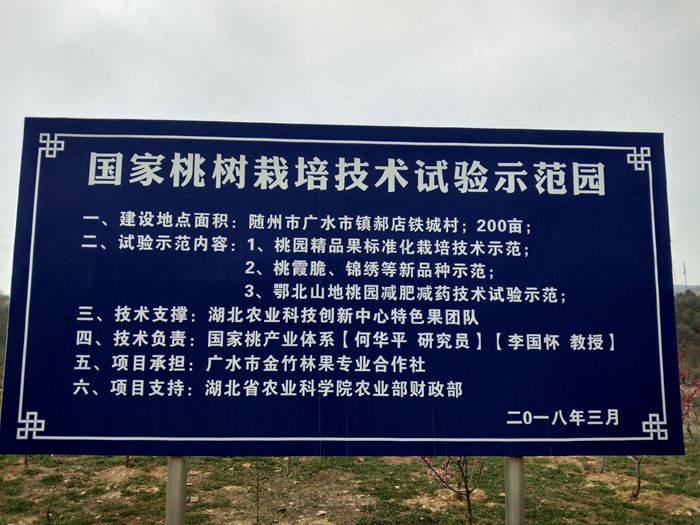 国家桃树栽培技术试验示范园
一、建设地点面积：随州市广水市镇郝店铁城村；200亩；
二、试验示范内容：1、桃园精品果标准化栽培技术示范；
2、桃霞脆、锦绣等新品种示范；
3、鄂北山地桃园减肥减药技术试验示范；
三、技术支撑：湖北农业科技创新中心特色果团队
四、技术负责：国家桃产业体系【何华平 研究员】【李国怀 教授】
五、项目承担：广水市金竹林果专业合作社
六、项目支持：湖北省农业科学院农业部财政部
二0一八年三月